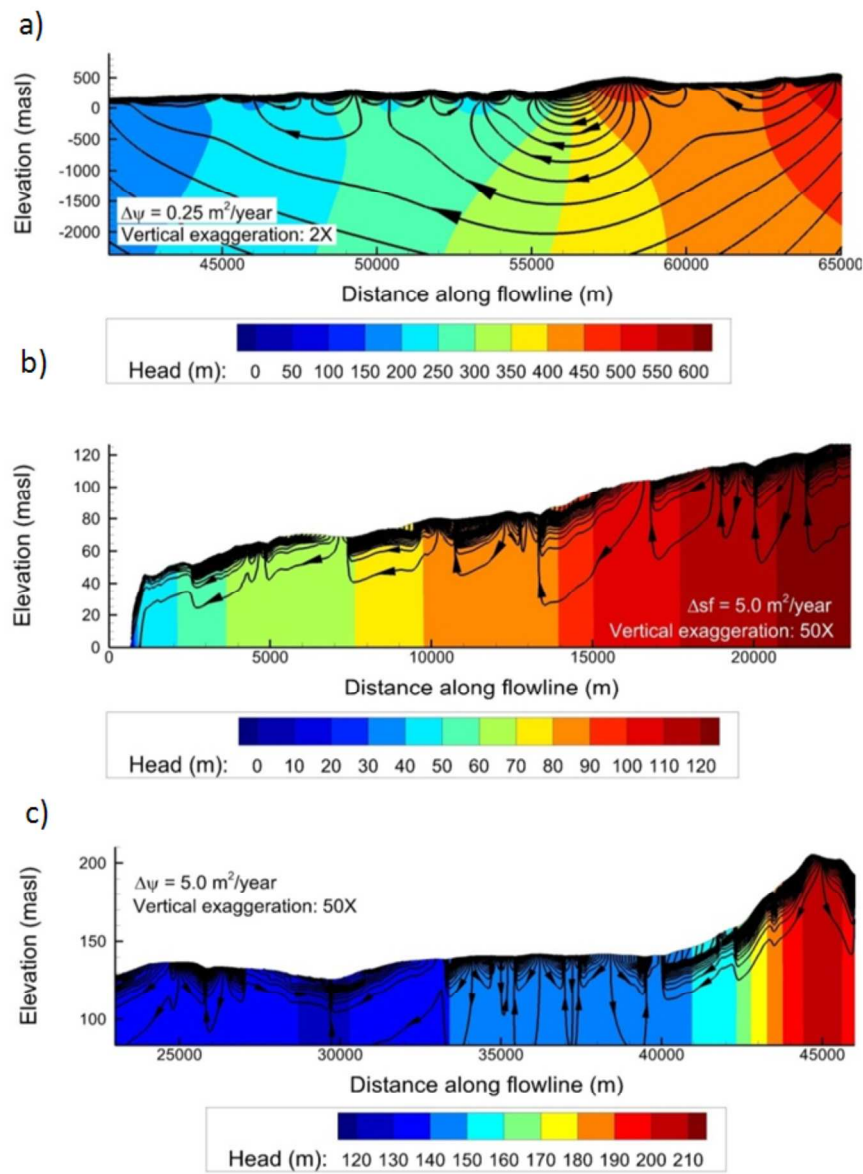 a)
Elevation (masl)
500
0
-500
-1000
-1500
-2000
Δψ = 0.25 m²/year
Vertical exaggeration: 2X
45000 50000 55000 60000 65000
Distance along flowline (m)
Head (m): 0 50 100 150 200 250 300 350 400 450 500 550 600
b)
Elevation (masl)
120
100
80
60
40
20
0
Δsf = 5.0 m²/year
Vertical exaggeration: 50X
0 5000 10000 15000 20000
Distance along flowline (m)
Head (m): 0 10 20 30 40 50 60 70 80 90 100 110 120
c)
Elevation (masl)
200
150
100
Δψ = 5.0 m²/year
Vertical exaggeration: 50X
25000 30000 35000 40000 45000
Distance along flowline (m)
Head (m): 120 130 140 150 160 170 180 190 200 210